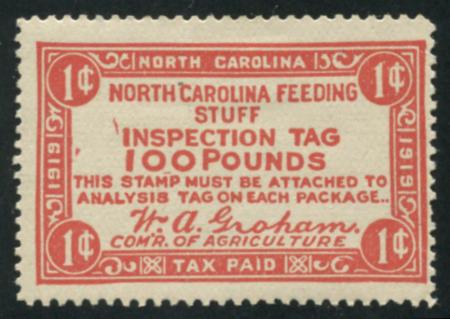 1¢ NORTH CAROLINA 1¢
NORTH CAROLINA FEEDING
STUFF
INSPECTION TAG
100 POUNDS
THIS STAMP MUST BE ATTACHED TO
ANALYSIS TAG ON EACH PACKAGE..
W. A. Graham.
COM'R. OF AGRICULTURE
1¢ TAX PAID 1¢
1919
1919